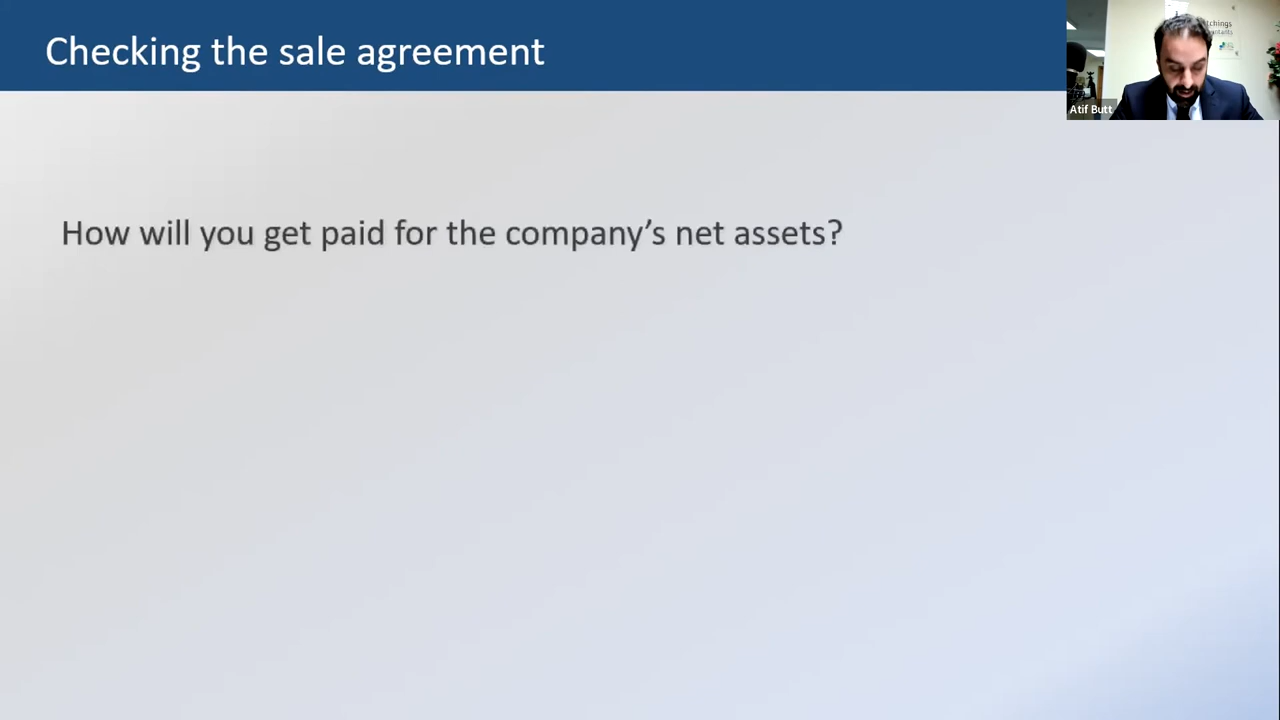 Checking the sale agreement
Atif Butt
How will you get paid for the company’s net assets?